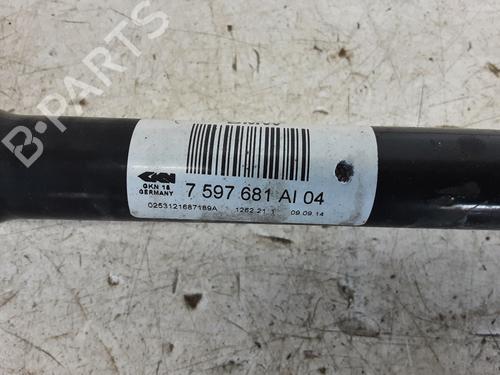 B-PARTS
GKN
GKN 16
GERMANY
7 597 681 AI 04
0253121687189A 1262 21 1 09.09.14